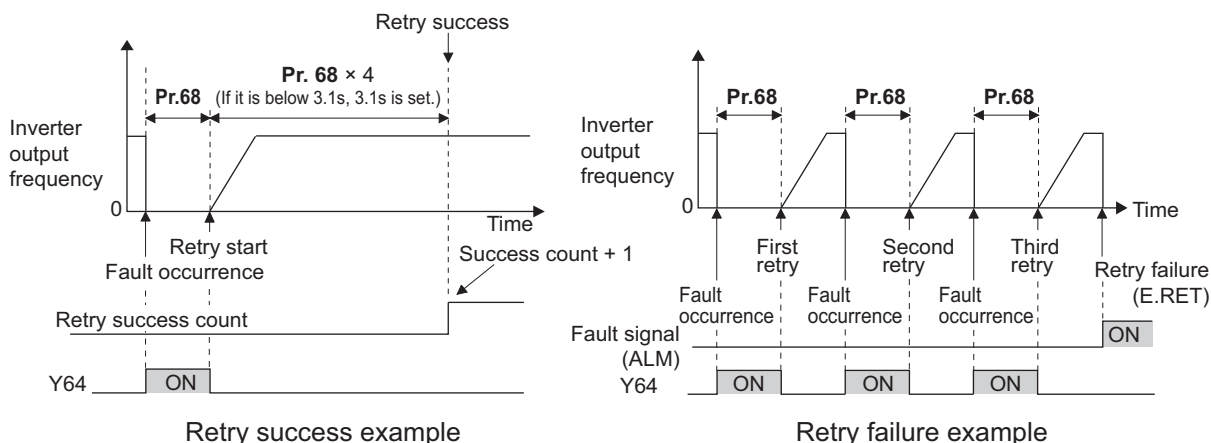 Retry success
Pr. 68 × 4
(If it is below 3.1s, 3.1s is set.)
Pr.68
Inverter
output
frequency
0
Time
Retry start
Fault occurrence
Success count + 1
Retry success count
Y64
ON
Retry success example
Pr.68
Pr.68
Pr.68
Inverter
output
frequency
0
Time
First
retry
Second
retry
Third
retry
Retry failure
(E.RET)
Fault
occurrence
Fault
occurrence
Fault
occurrence
Fault signal
(ALM)
ON
Y64
ON
ON
ON
Retry failure example